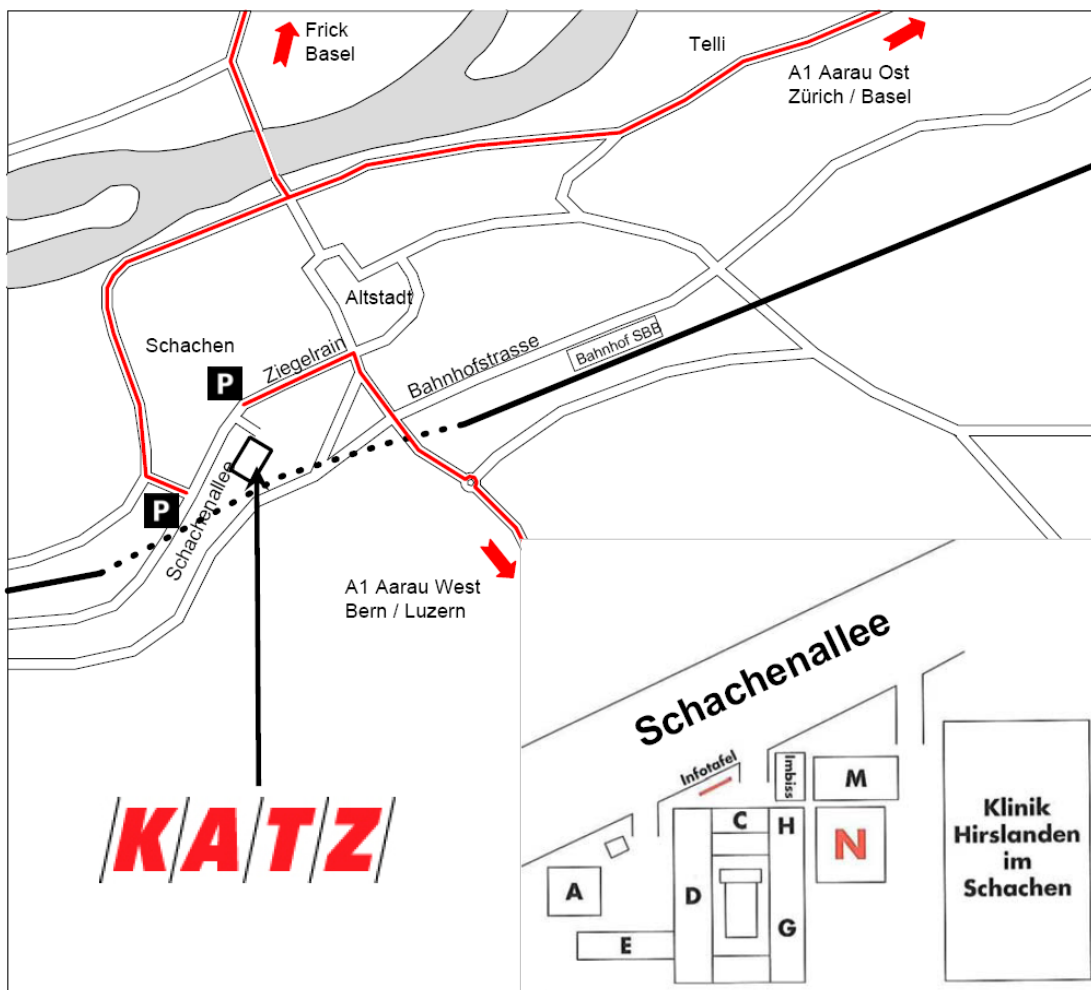 Frick
Basel
Telli
A1 Aarau Ost
Zürich / Basel
Altstadt
Schachen
Ziegelrain
Bahnhofstrasse
Bahnhof SBB
P
P
Schachenallee
A1 Aarau West
Bern / Luzern
KATZ
Schachenallee
Infotafel
Imbiss
M
C
H
N
Klinik
Hirslanden
im
Schachen
A
D
G
E